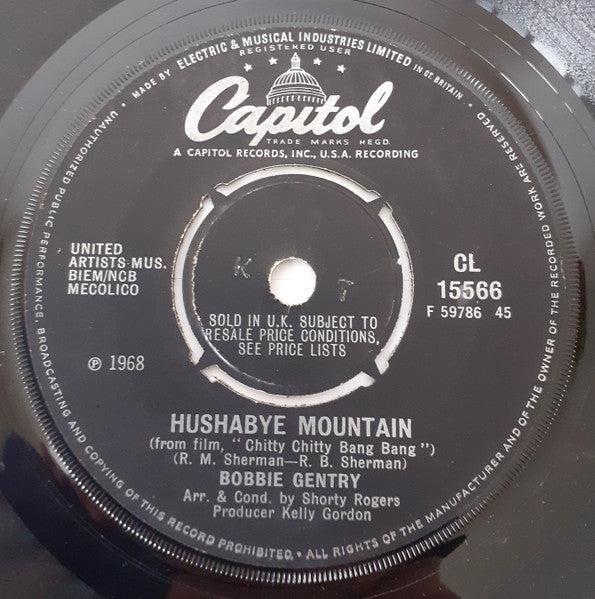 · MADE BY ELECTRIC & MUSICAL INDUSTRIES LIMITED IN GT. BRITAIN · ALL RIGHTS OF THE MANUFACTURER AND OF THE OWNER OF THE RECORDED WORK ARE RESERVED
UNAUTHORIZED PUBLIC PERFORMANCE, BROADCASTING AND COPYING OF THIS RECORD PROHIBITED.
REGISTERED USER
Capitol
TRADE MARKS REGD.
A CAPITOL RECORDS, INC., U.S.A. RECORDING
UNITED
ARTISTS MUS.
BIEM/NCB
MECOLICO
℗ 1968
K T
SOLD IN U.K. SUBJECT TO
RESALE PRICE CONDITIONS,
SEE PRICE LISTS
CL
15566
F 59786 45
HUSHABYE MOUNTAIN
(from film, "Chitty Chitty Bang Bang")
(R. M. Sherman—R. B. Sherman)
BOBBIE GENTRY
Arr. & Cond. by Shorty Rogers
Producer Kelly Gordon